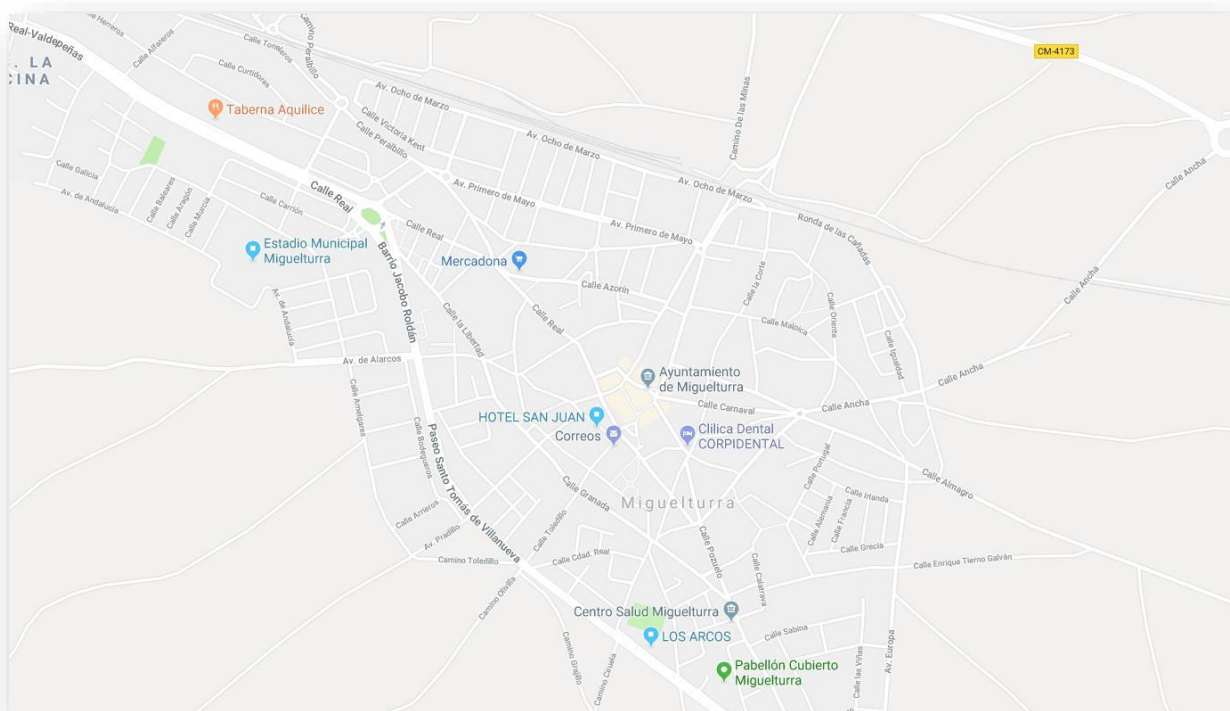 Real-Valdepeñas
Calle Herreros
Calle Alfareros
Calle Toneleros
Camino Peralbillo
CM-4173
. LA
CINA
Calle Curtidores
Av. Ocho de Marzo
Camino De las Minas
Taberna Aquilice
Calle Victoria Kent
Calle Peralbillo
Av. Ocho de Marzo
Calle Ancha
Calle Galicia
Av. de Andalucía
Calle Baleares
Calle Aragón
Calle Murcia
Calle Carrión
Calle Real
Av. Primero de Mayo
Av. Ocho de Marzo
Ronda de las Cañadas
Calle Real
Av. Primero de Mayo
Estadio Municipal
Miguelturra
Barrio Jacobo Roldán
Mercadona
Calle la Corte
Calle Ancha
Calle Azorín
Av. de Andalucía
Calle la Libertad
Calle Real
Calle Oriente
Calle Igualdad
Av. de Alarcos
Ayuntamiento
de Miguelturra
Calle Ancha
Calle Amelgares
Calle Bodegueros
HOTEL SAN JUAN
Calle Carnaval
Calle Ancha
Correos
Clilica Dental
CORPIDENTAL
Paseo Santo Tomás de Villanueva
Calle Portugal
Calle Almagro
Calle Granada
Miguelturra
Calle Irlanda
Calle Alemania
Calle Francia
Calle Arrieros
Av. Pradillo
Calle Toledillo
Calle Pozuelo
Calle Grecia
Camino Toledillo
Calle Cdad. Real
Calle Calatrava
Calle Enrique Tierno Galván
Camino Olivilla
Centro Salud Miguelturra
LOS ARCOS
Calle Sabina
Camino Grajillo
Camino Ciruela
Pabellón Cubierto
Miguelturra
Calle las Viñas
Av. Europa